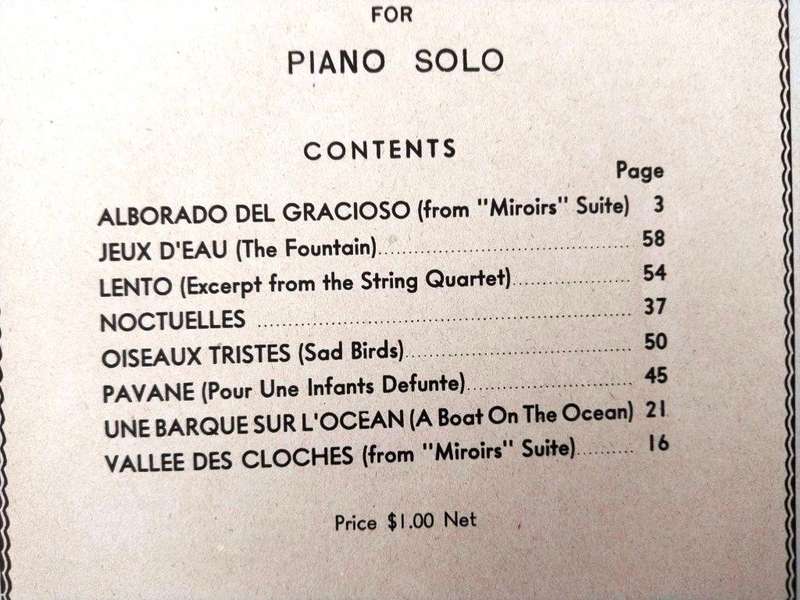 FOR
PIANO SOLO
CONTENTS
Page
ALBORADO DEL GRACIOSO (from "Miroirs" Suite) 3
JEUX D'EAU (The Fountain) 58
LENTO (Excerpt from the String Quartet) 54
NOCTUELLES 37
OISEAUX TRISTES (Sad Birds) 50
PAVANE (Pour Une Infants Defunte) 45
UNE BARQUE SUR L'OCEAN (A Boat On The Ocean) 21
VALLEE DES CLOCHES (from "Miroirs" Suite) 16
Price $1.00 Net